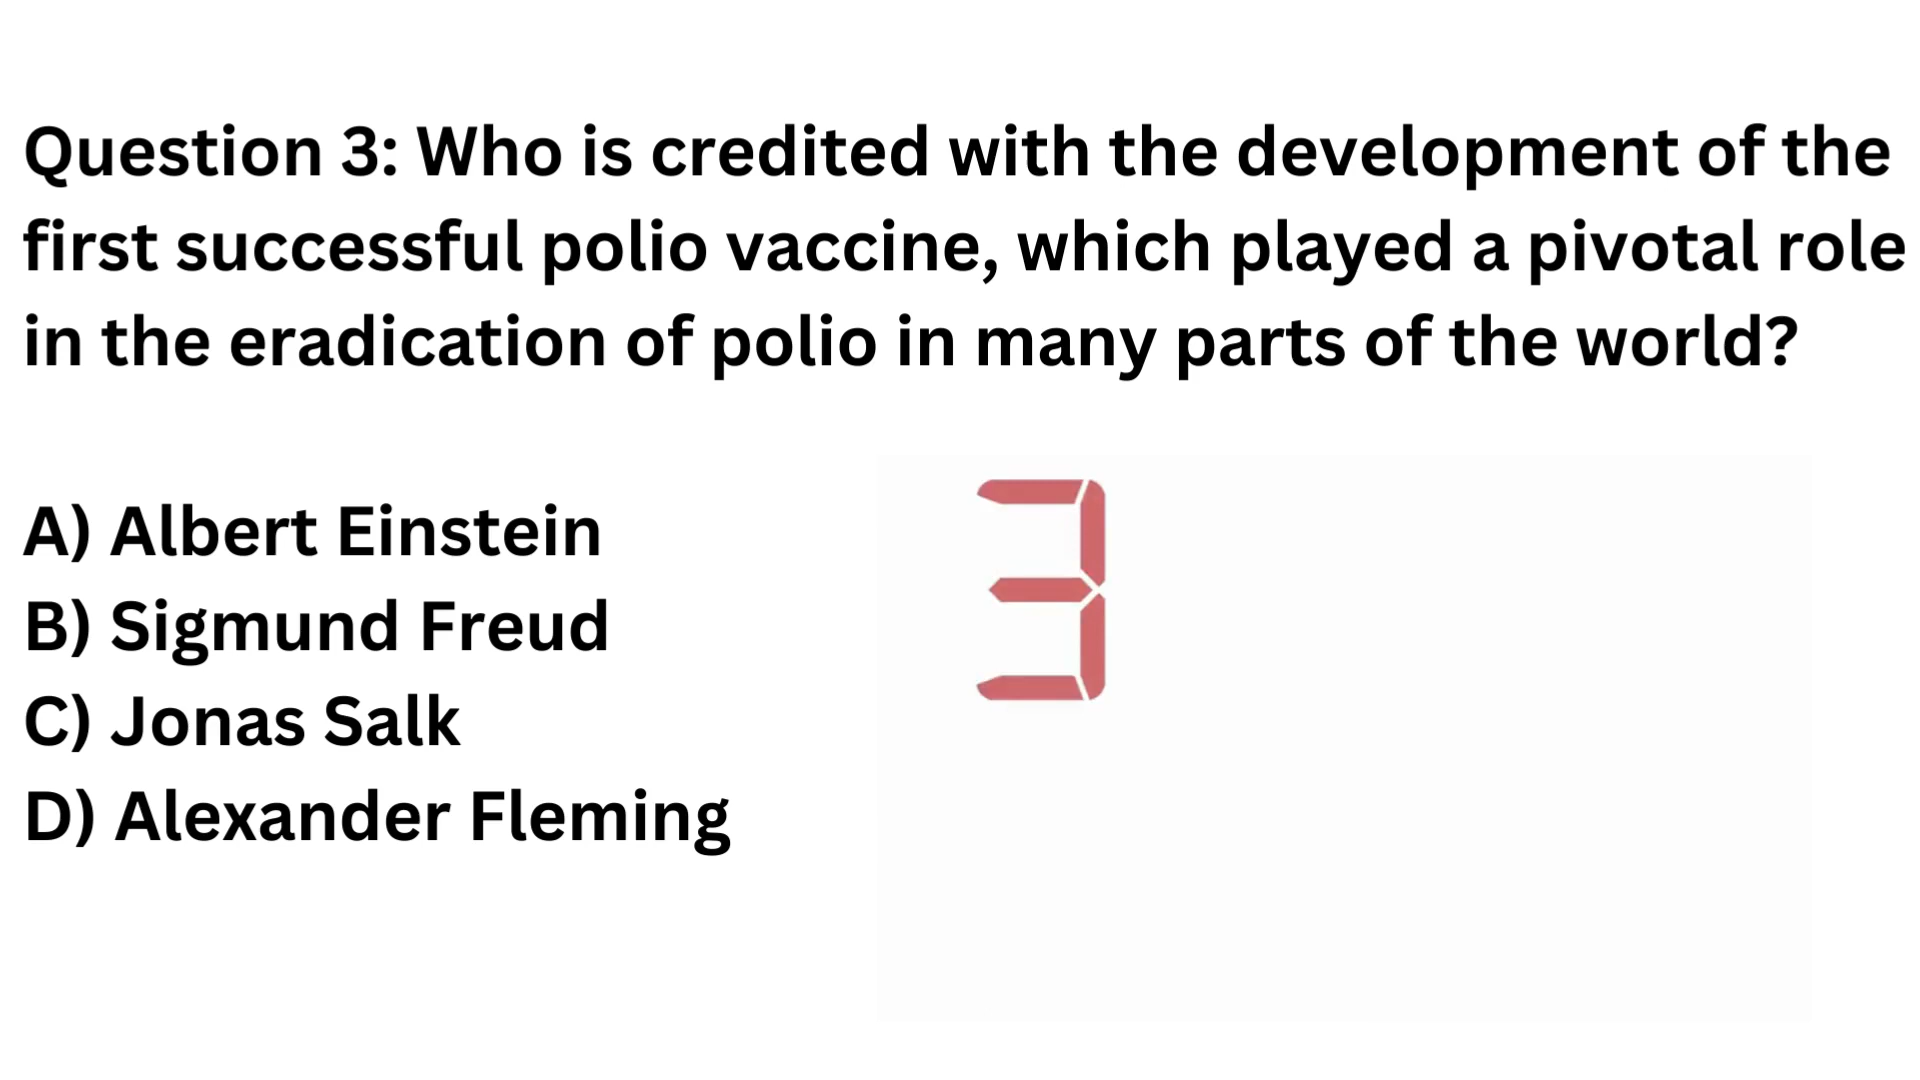 Question 3: Who is credited with the development of the
first successful polio vaccine, which played a pivotal role
in the eradication of polio in many parts of the world?
A) Albert Einstein
B) Sigmund Freud
C) Jonas Salk
D) Alexander Fleming
3